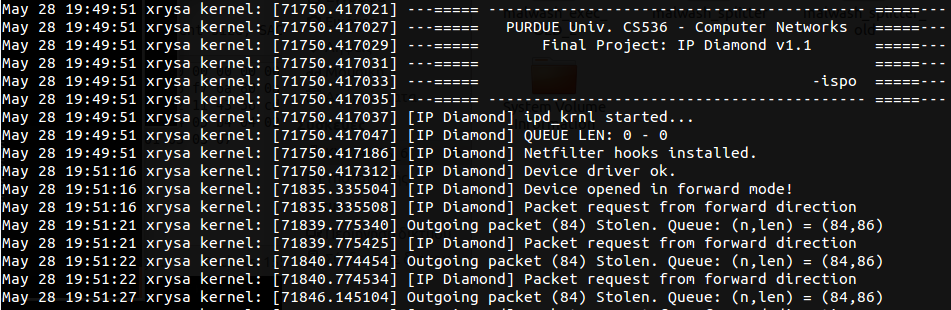 May 28 19:49:51 xrysa kernel: [71750.417021] ---===== ------------------------------------------ =====---
May 28 19:49:51 xrysa kernel: [71750.417027] ---===== PURDUE Univ. CS536 - Computer Networks =====---
May 28 19:49:51 xrysa kernel: [71750.417029] ---===== Final Project: IP Diamond v1.1 =====---
May 28 19:49:51 xrysa kernel: [71750.417031] ---===== =====---
May 28 19:49:51 xrysa kernel: [71750.417033] ---===== -ispo =====---
May 28 19:49:51 xrysa kernel: [71750.417035] ---===== ------------------------------------------ =====---
May 28 19:49:51 xrysa kernel: [71750.417037] [IP Diamond] ipd_krnl started...
May 28 19:49:51 xrysa kernel: [71750.417047] [IP Diamond] QUEUE LEN: 0 - 0
May 28 19:49:51 xrysa kernel: [71750.417186] [IP Diamond] Netfilter hooks installed.
May 28 19:49:51 xrysa kernel: [71750.417312] [IP Diamond] Device driver ok.
May 28 19:51:16 xrysa kernel: [71835.335504] [IP Diamond] Device opened in forward mode!
May 28 19:51:16 xrysa kernel: [71835.335508] [IP Diamond] Packet request from forward direction
May 28 19:51:21 xrysa kernel: [71839.775340] Outgoing packet (84) Stolen. Queue: (n,len) = (84,86)
May 28 19:51:21 xrysa kernel: [71839.775425] [IP Diamond] Packet request from forward direction
May 28 19:51:22 xrysa kernel: [71840.774454] Outgoing packet (84) Stolen. Queue: (n,len) = (84,86)
May 28 19:51:22 xrysa kernel: [71840.774534] [IP Diamond] Packet request from forward direction
May 28 19:51:27 xrysa kernel: [71846.145104] Outgoing packet (84) Stolen. Queue: (n,len) = (84,86)